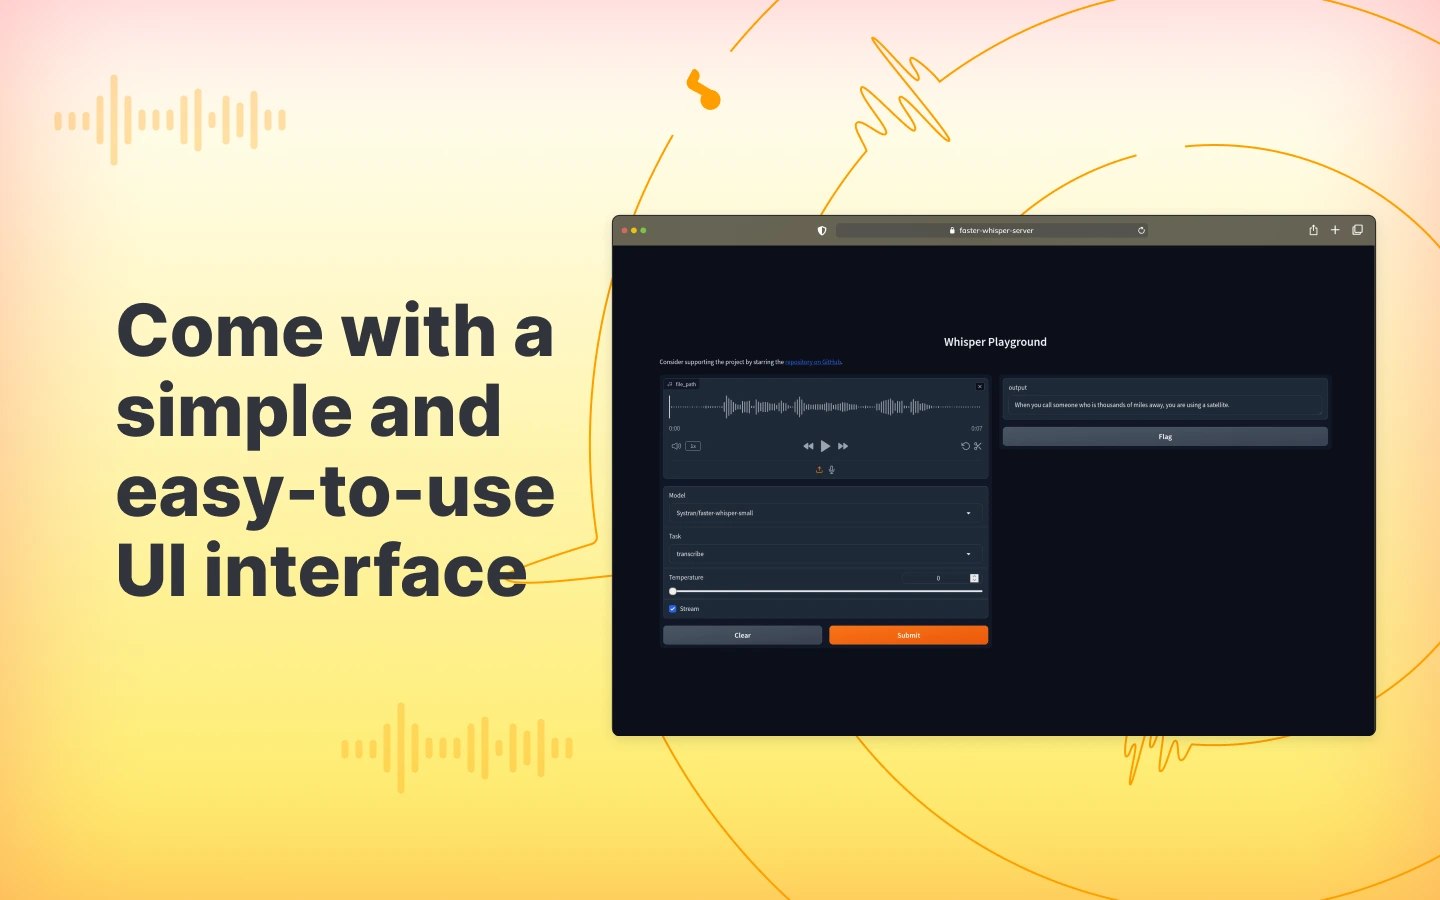 Come with a
simple and
easy-to-use
UI interface
faster-whisper-server
Whisper Playground
Consider supporting the project by starring the repository on GitHub.
file_path
0:00
0:07
1x
Model
Systran/faster-whisper-small
Task
transcribe
Temperature
0
Stream
Clear
Submit
output
When you call someone who is thousands of miles away, you are using a satellite.
Flag